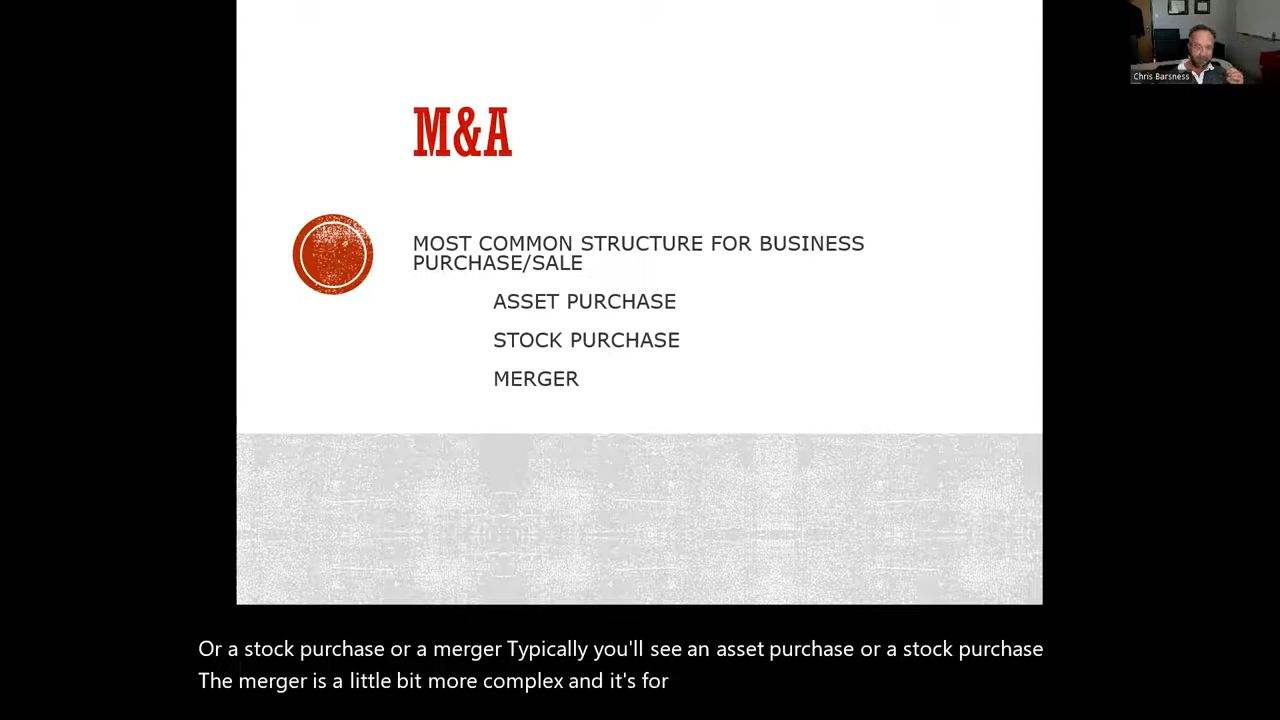 M&A
Chris Barsness
MOST COMMON STRUCTURE FOR BUSINESS
PURCHASE/SALE
ASSET PURCHASE
STOCK PURCHASE
MERGER
Or a stock purchase or a merger Typically you'll see an asset purchase or a stock purchase
The merger is a little bit more complex and it's for